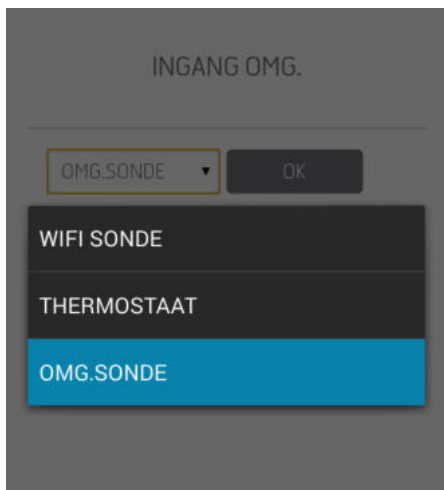 INGANG OMG.
OMG.SONDE OK
WIFI SONDE
THERMOSTAAT
OMG.SONDE